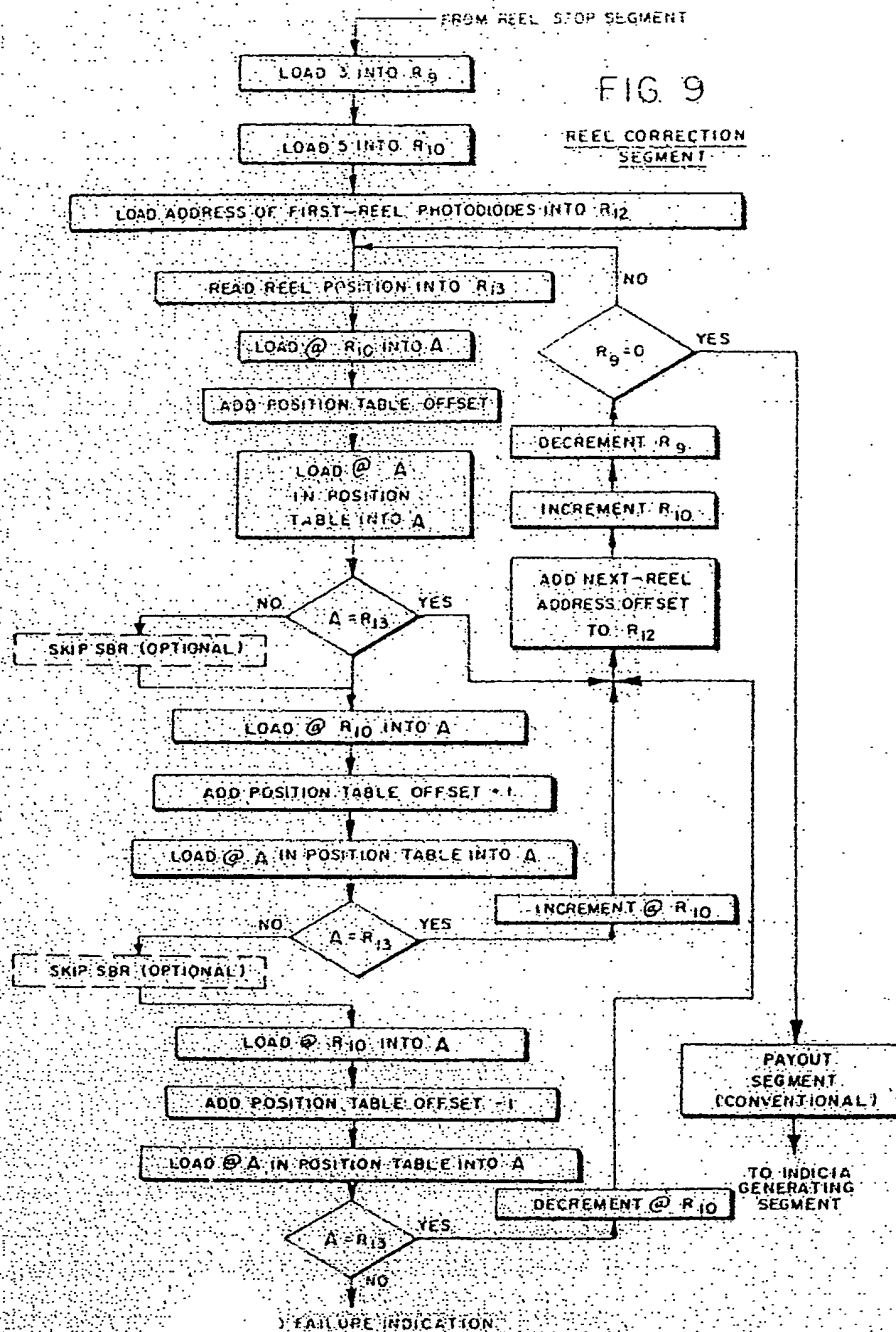 FROM REEL STOP SEGMENT
LOAD 3 INTO R9
FIG. 9
LOAD 5 INTO R10
REEL CORRECTION
SEGMENT
LOAD ADDRESS OF FIRST-REEL PHOTODIODES INTO R12
READ REEL POSITION INTO R13
NO
LOAD @ R10 INTO A
R9=0
YES
ADD POSITION TABLE OFFSET
DECREMENT R9
LOAD @ A
IN POSITION
TABLE INTO A
INCREMENT R10
ADD NEXT-REEL
ADDRESS OFFSET
TO R12
NO
A=R13
YES
SKIP SBR (OPTIONAL)
LOAD @ R10 INTO A
ADD POSITION TABLE OFFSET +1
LOAD @ A IN POSITION TABLE INTO A
INCREMENT @ R10
NO
A=R13
YES
SKIP SBR (OPTIONAL)
LOAD @ R10 INTO A
ADD POSITION TABLE OFFSET -1
LOAD @ A IN POSITION TABLE INTO A
PAYOUT
SEGMENT
(CONVENTIONAL)
TO INDICIA
GENERATING
SEGMENT
DECREMENT @ R10
A=R13
YES
NO
FAILURE INDICATION